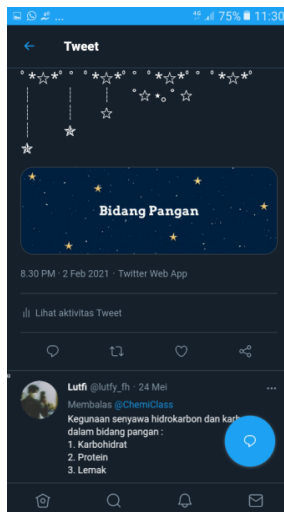 4G 75% 11:30
Tweet
° *☆*° ° °*☆*° ° °*☆*° ° °*☆*°
┊ ┊ ┊ °☆ •。° ☆
┊ ┊ ☆
┊ ✯
✯
Bidang Pangan
8.30 PM · 2 Feb 2021 · Twitter Web App
Lihat aktivitas Tweet
Lutfi @lutfy_fh · 24 Mei
Membalas @ChemiClass
Kegunaan senyawa hidrokarbon dan
dalam bidang pangan :
1. Karbohidrat
2. Protein
3. Lemak